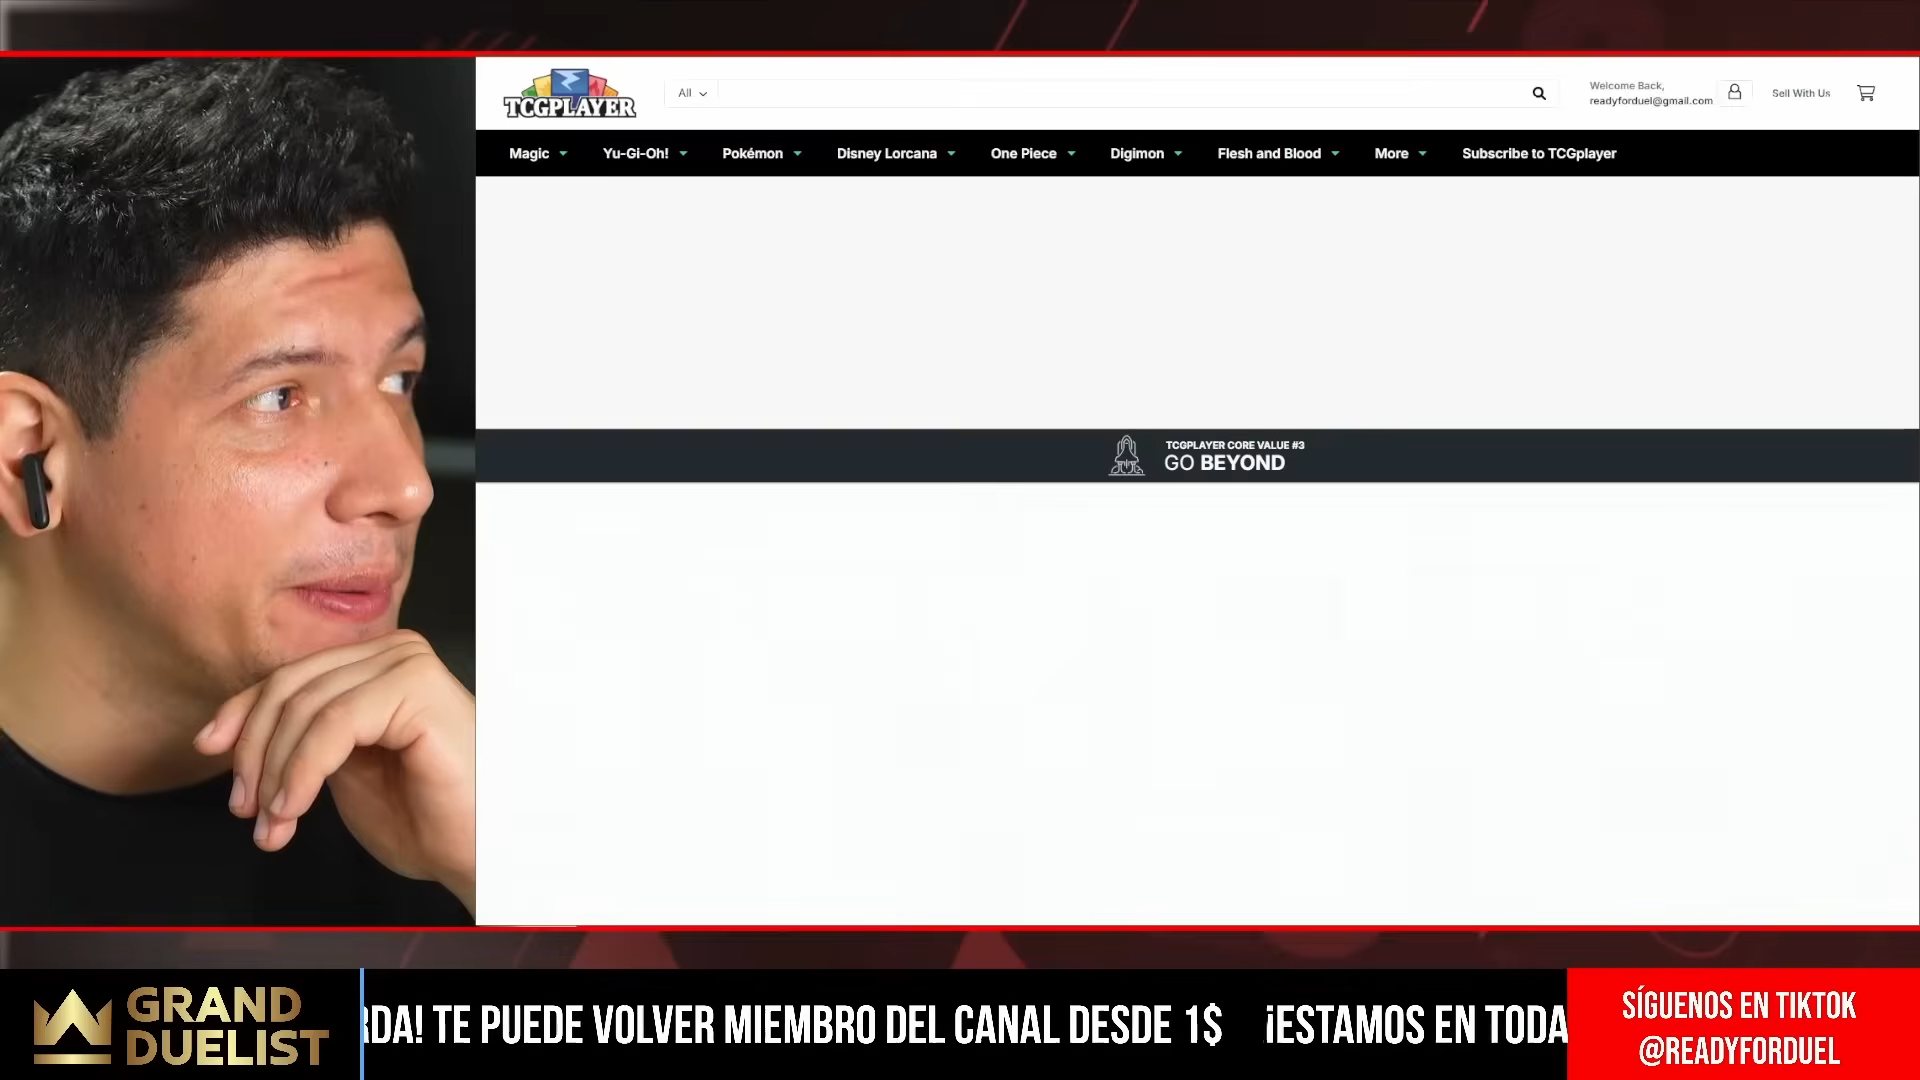 TCGPLAYER
All
Welcome Back,
readyforduel@gmail.com
Sell With Us
Magic
Yu-Gi-Oh!
Pokémon
Disney Lorcana
One Piece
Digimon
Flesh and Blood
More
Subscribe to TCGplayer
TCGPLAYER CORE VALUE #3
GO BEYOND
GRAND
DUELIST
RDA! TE PUEDE VOLVER MIEMBRO DEL CANAL DESDE 1$ ¡ESTAMOS EN TODA
SÍGUENOS EN TIKTOK
@READYFORDUEL